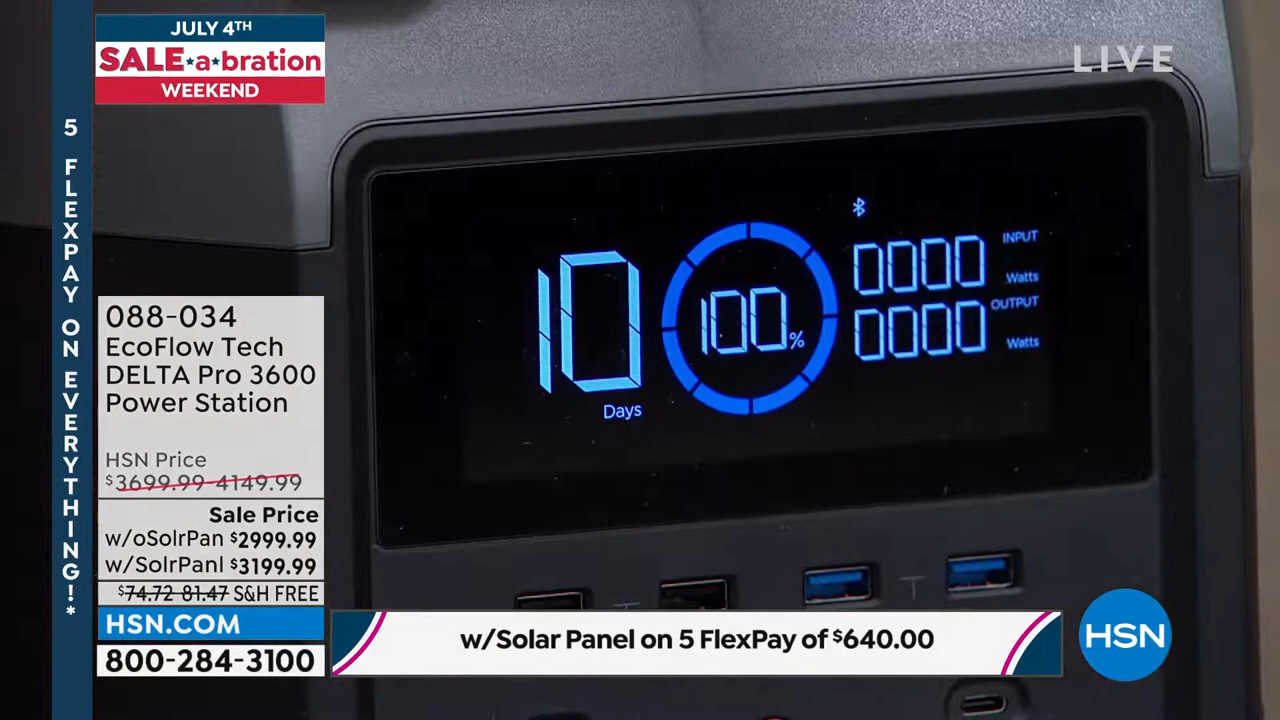 JULY 4TH
SALE★a★bration
WEEKEND
LIVE
5 FLEXPAY ON EVERYTHING!*
10
Days
100%
0000
INPUT
Watts
0000
OUTPUT
Watts
088-034
EcoFlow Tech
DELTA Pro 3600
Power Station
HSN Price
$3699.99-4149.99
Sale Price
w/oSolrPan $2999.99
w/SolrPanl $3199.99
$74.72-81.47 S&H FREE
HSN.COM
800-284-3100
w/Solar Panel on 5 FlexPay of $640.00
HSN